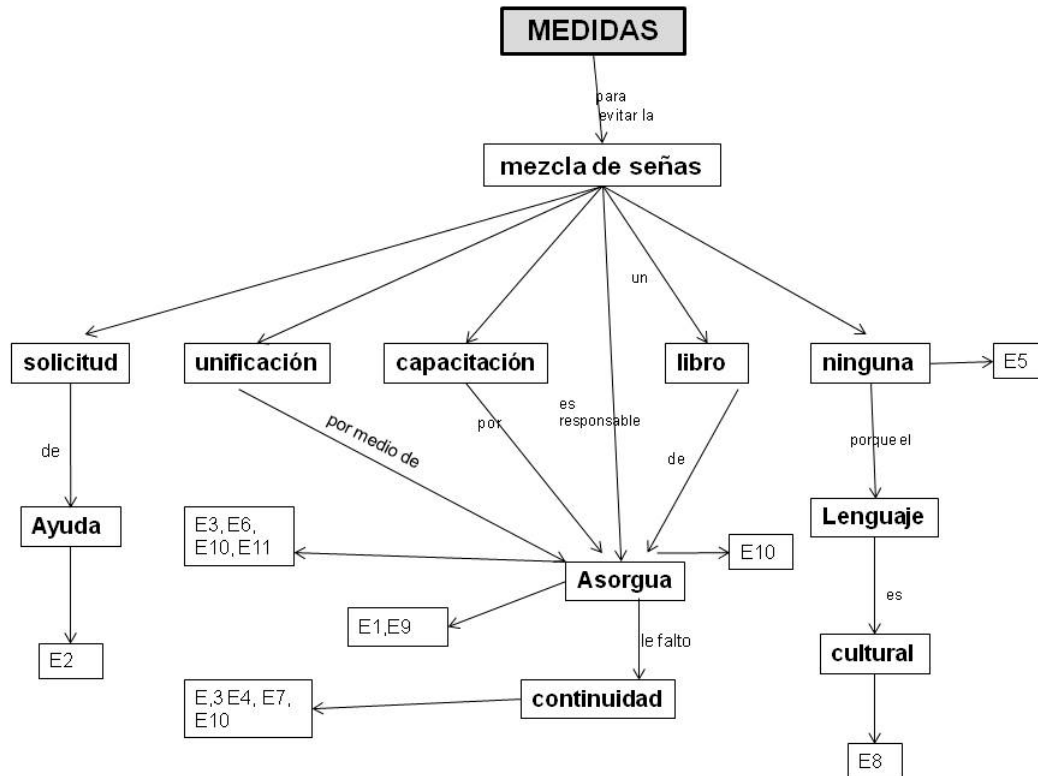 MEDIDAS
para
evitar la
mezcla de señas
un
solicitud
unificación
capacitación
libro
ninguna
E5
por medio de
por
es
responsable
de
porque el
de
Ayuda
E3, E6,
E10, E11
Lenguaje
E10
Asorgua
es
E1,E9
le falto
E2
cultural
E,3 E4, E7,
E10
continuidad
E8